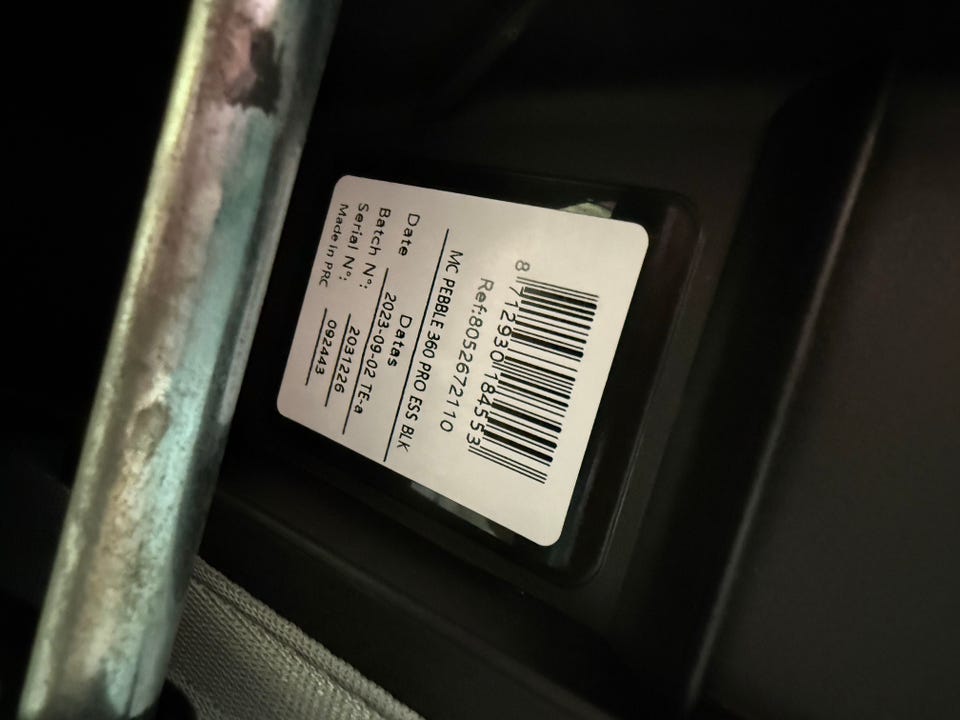 8 712930 184553
Ref:8052672110
MC PEBBLE 360 PRO ESS BLK
Date Datas
Batch N°: 2023-09-02 TE-a
Serial N°: 2031226
Made in PRC 092443